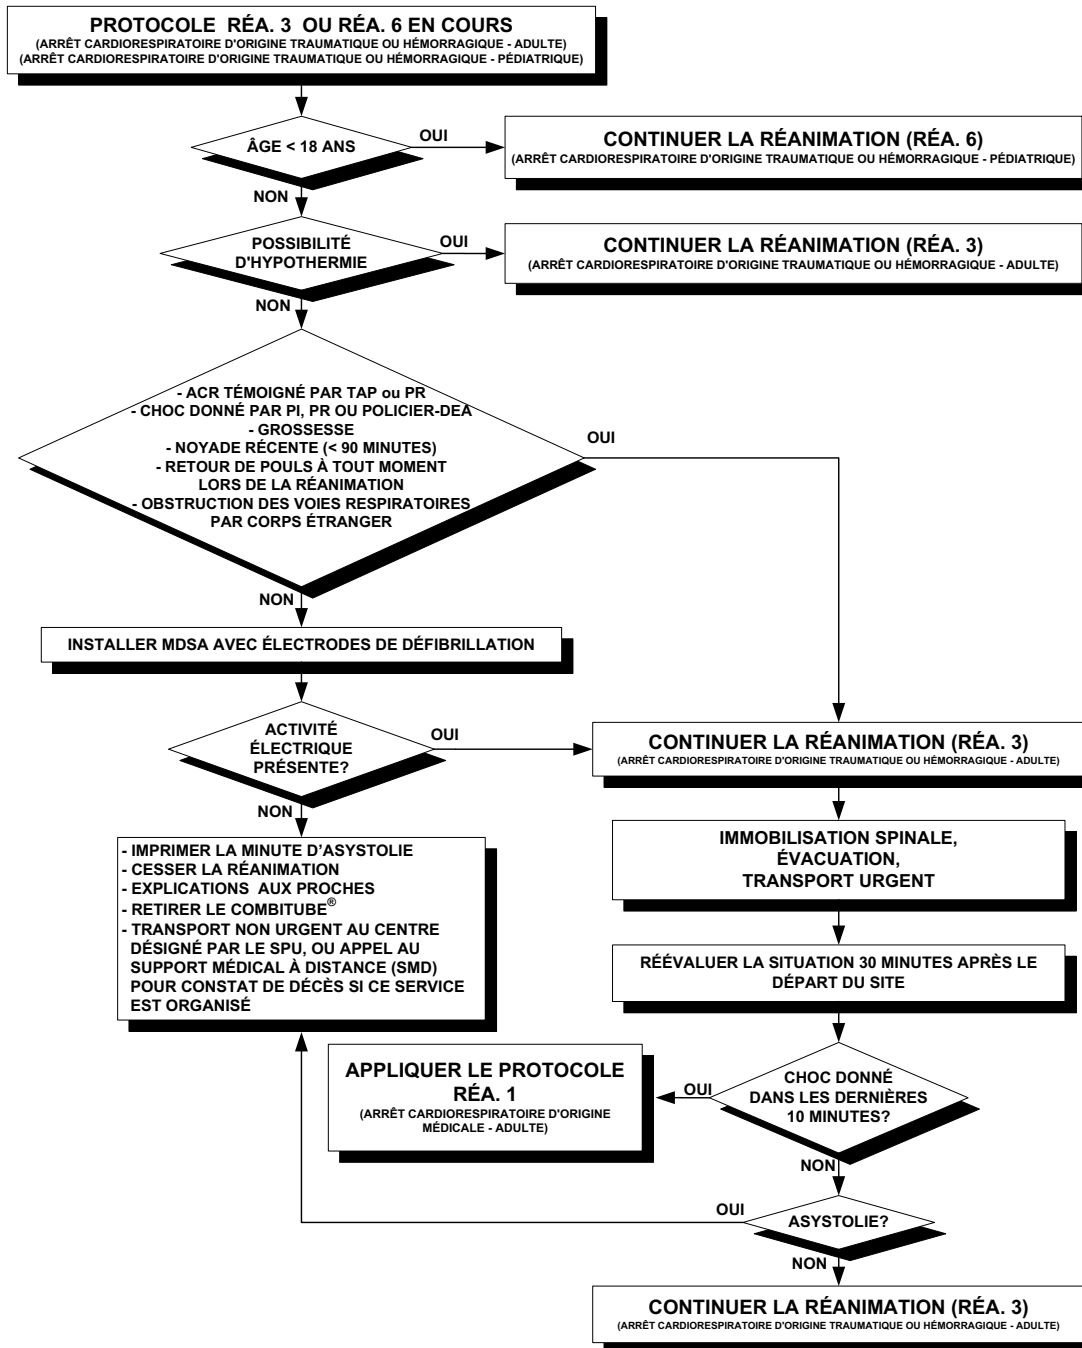 PROTOCOLE RÉA. 3 OU RÉA. 6 EN COURS
(ARRÊT CARDIORESPIRATOIRE D'ORIGINE TRAUMATIQUE OU HÉMORRAGIQUE - ADULTE)
(ARRÊT CARDIORESPIRATOIRE D'ORIGINE TRAUMATIQUE OU HÉMORRAGIQUE - PÉDIATRIQUE)
ÂGE < 18 ANS
OUI
CONTINUER LA RÉANIMATION (RÉA. 6)
(ARRÊT CARDIORESPIRATOIRE D'ORIGINE TRAUMATIQUE OU HÉMORRAGIQUE - PÉDIATRIQUE)
NON
POSSIBILITÉ
D'HYPOTHERMIE
OUI
CONTINUER LA RÉANIMATION (RÉA. 3)
(ARRÊT CARDIORESPIRATOIRE D'ORIGINE TRAUMATIQUE OU HÉMORRAGIQUE - ADULTE)
NON
- ACR TÉMOIGNÉ PAR TAP ou PR
- CHOC DONNÉ PAR PI, PR OU POLICIER-DEA
- GROSSESSE
- NOYADE RÉCENTE (< 90 MINUTES)
- RETOUR DE POULS À TOUT MOMENT
LORS DE LA RÉANIMATION
- OBSTRUCTION DES VOIES RESPIRATOIRES
PAR CORPS ÉTRANGER
OUI
NON
INSTALLER MDSA AVEC ÉLECTRODES DE DÉFIBRILLATION
ACTIVITÉ
ÉLECTRIQUE
PRÉSENTE?
OUI
CONTINUER LA RÉANIMATION (RÉA. 3)
(ARRÊT CARDIORESPIRATOIRE D'ORIGINE TRAUMATIQUE OU HÉMORRAGIQUE - ADULTE)
NON
- IMPRIMER LA MINUTE D'ASYSTOLIE
- CESSER LA RÉANIMATION
- EXPLICATIONS AUX PROCHES
- RETIRER LE COMBITUBE®
- TRANSPORT NON URGENT AU CENTRE
DÉSIGNÉ PAR LE SPU, OU APPEL AU
SUPPORT MÉDICAL À DISTANCE (SMD)
POUR CONSTAT DE DÉCÈS SI CE SERVICE
EST ORGANISÉ
IMMOBILISATION SPINALE,
ÉVACUATION,
TRANSPORT URGENT
RÉÉVALUER LA SITUATION 30 MINUTES APRÈS LE
DÉPART DU SITE
CHOC DONNÉ
DANS LES DERNIÈRES
10 MINUTES?
OUI
APPLIQUER LE PROTOCOLE
RÉA. 1
(ARRÊT CARDIORESPIRATOIRE D'ORIGINE
MÉDICALE - ADULTE)
NON
ASYSTOLIE?
OUI
NON
CONTINUER LA RÉANIMATION (RÉA. 3)
(ARRÊT CARDIORESPIRATOIRE D'ORIGINE TRAUMATIQUE OU HÉMORRAGIQUE - ADULTE)